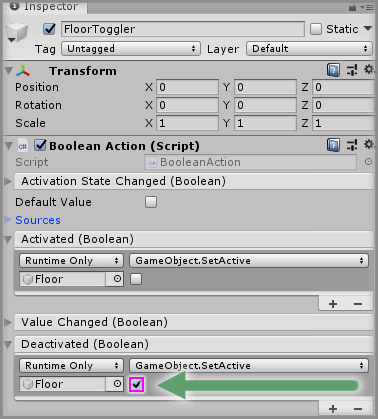 Inspector
FloorToggler Static
Tag Untagged Layer Default
Transform
Position X 0 Y 0 Z 0
Rotation X 0 Y 0 Z 0
Scale X 1 Y 1 Z 1
Boolean Action (Script)
Script BooleanAction
Activation State Changed (Boolean)
Default Value
Sources
Activated (Boolean)
Runtime Only GameObject.SetActive
Floor
+ −
Value Changed (Boolean)
Deactivated (Boolean)
Runtime Only GameObject.SetActive
Floor
+ −